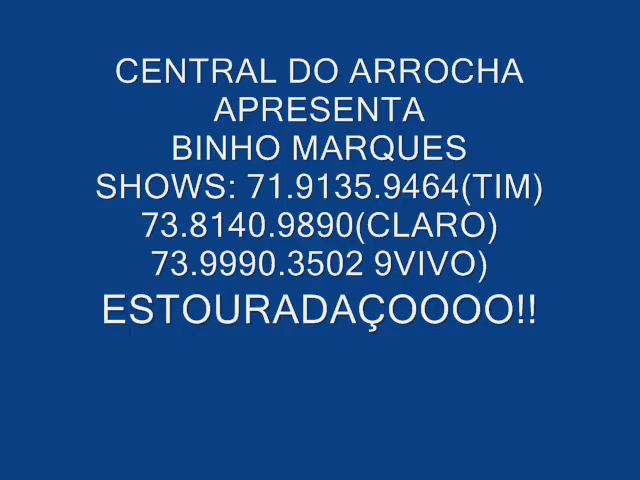 CENTRAL DO ARROCHA
APRESENTA
BINHO MARQUES
SHOWS: 71.9135.9464(TIM)
73.8140.9890(CLARO)
73.9990.3502 9VIVO)
ESTOURADAÇOOOO!!